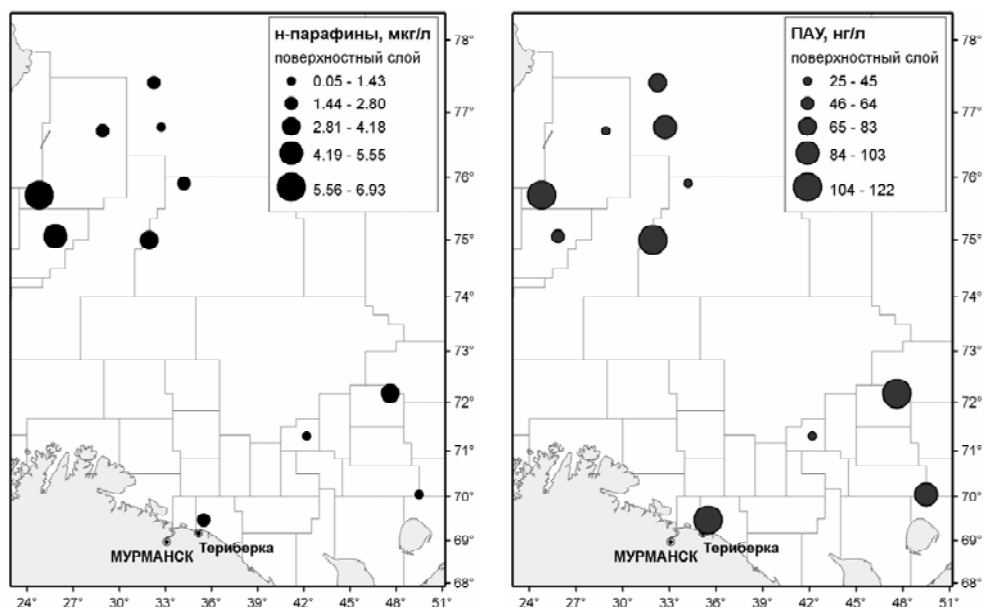 н-парафины, мкг/л
поверхностный слой
0.05 - 1.43
1.44 - 2.80
2.81 - 4.18
4.19 - 5.55
5.56 - 6.93
78°
77°
76°
75°
74°
73°
72°
71°
70°
69°
68°
МУРМАНСК
Териберка
24° 27° 30° 33° 36° 39° 42° 45° 48° 51°
ПАУ, нг/л
поверхностный слой
25 - 45
46 - 64
65 - 83
84 - 103
104 - 122
78°
77°
76°
75°
74°
73°
72°
71°
70°
69°
68°
МУРМАНСК
Териберка
24° 27° 30° 33° 36° 39° 42° 45° 48° 51°